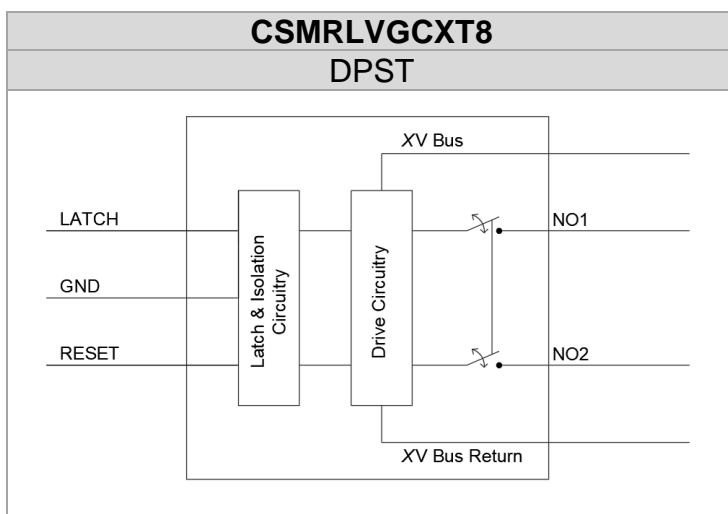 CSMRLVGCXT8
DPST
XV Bus
LATCH
GND
RESET
Latch & Isolation
Circuitry
Drive Circuitry
NO1
NO2
XV Bus Return